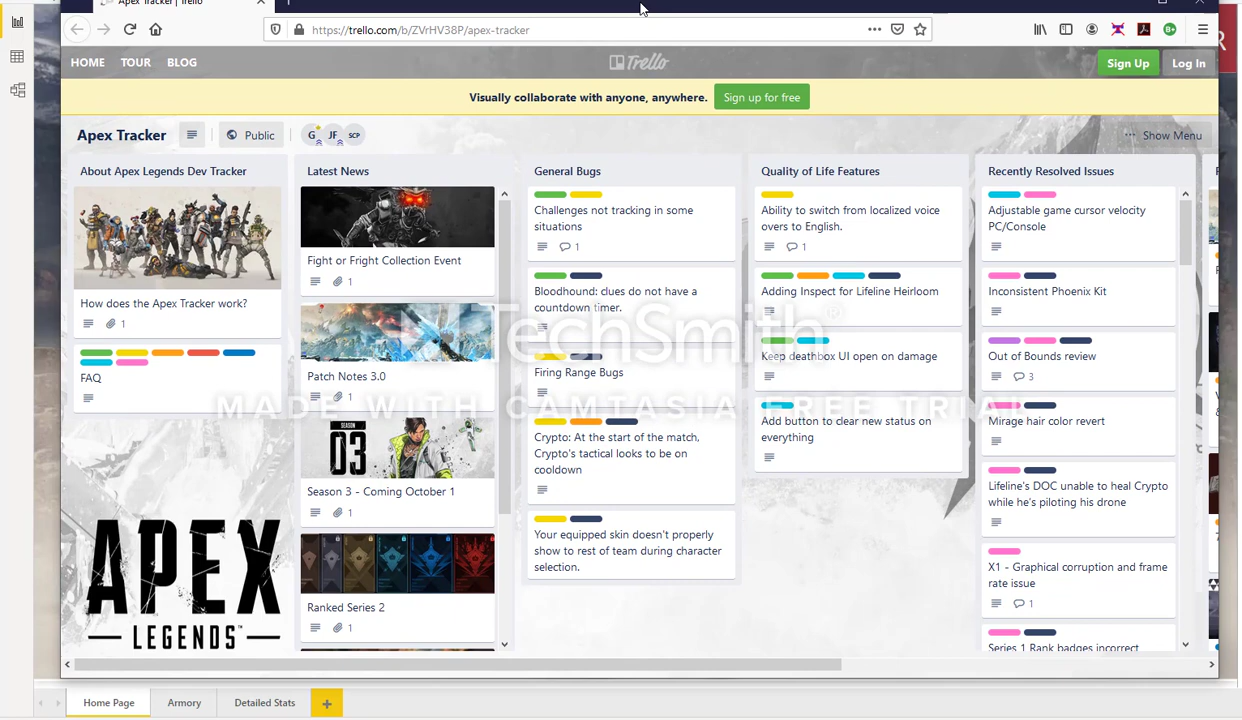 Apex Tracker | Trello
https://trello.com/b/ZVrHV38P/apex-tracker
HOME TOUR BLOG
Trello
Sign Up Log In
Visually collaborate with anyone, anywhere. Sign up for free
Apex Tracker Public G JF SCP
Show Menu
About Apex Legends Dev Tracker
How does the Apex Tracker work?
1
FAQ
APEX
LEGENDS™
Latest News
Fight or Fright Collection Event
1
Patch Notes 3.0
1
SEASON
03
Season 3 - Coming October 1
1
Ranked Series 2
1
General Bugs
Challenges not tracking in some
situations
1
Bloodhound: clues do not have a
countdown timer.
Firing Range Bugs
Crypto: At the start of the match,
Crypto's tactical looks to be on
cooldown
Your equipped skin doesn't properly
show to rest of team during character
selection.
Quality of Life Features
Ability to switch from localized voice
overs to English.
1
Adding Inspect for Lifeline Heirloom
Keep deathbox UI open on damage
Add button to clear new status on
everything
Recently Resolved Issues
Adjustable game cursor velocity
PC/Console
Inconsistent Phoenix Kit
Out of Bounds review
3
Mirage hair color revert
Lifeline's DOC unable to heal Crypto
while he's piloting his drone
X1 - Graphical corruption and frame
rate issue
1
Series 1 Rank badges incorrect
TechSmith®
MADE WITH CAMTASIA FREE TRIAL
Home Page Armory Detailed Stats +